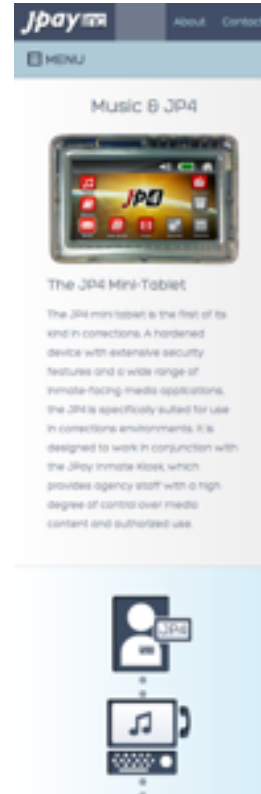 Jpay
About Contact
MENU
Music & JP4
JP4
The JP4 Mini-Tablet
The JP4 mini tablet is the first of its
kind in corrections. A hardened
device with extensive security
features and a wide range of
inmate-facing media applications,
the JP4 is specifically suited for use
in corrections environments. It is
designed to work in conjunction with
the JPay Inmate Kiosk, which
provides agency staff with a high
degree of control over media
content and authorized use.
JP4